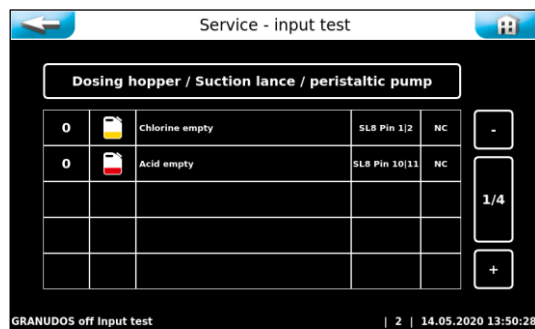 Service - input test
Dosing hopper / Suction lance / peristaltic pump
0 Chlorine empty SL8 Pin 1|2 NC -
0 Acid empty SL8 Pin 10|11 NC
1/4
+
GRANUDOS off Input test | 2 | 14.05.2020 13:50:28